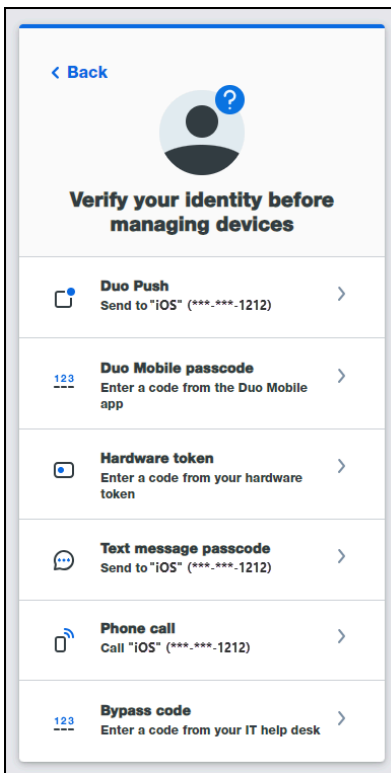 Back
?
Verify your identity before
managing devices
Duo Push
Send to "iOS" (***-***-1212)
123
Duo Mobile passcode
Enter a code from the Duo Mobile
app
Hardware token
Enter a code from your hardware
token
Text message passcode
Send to "iOS" (***-***-1212)
Phone call
Call "iOS" (***-***-1212)
123
Bypass code
Enter a code from your IT help desk